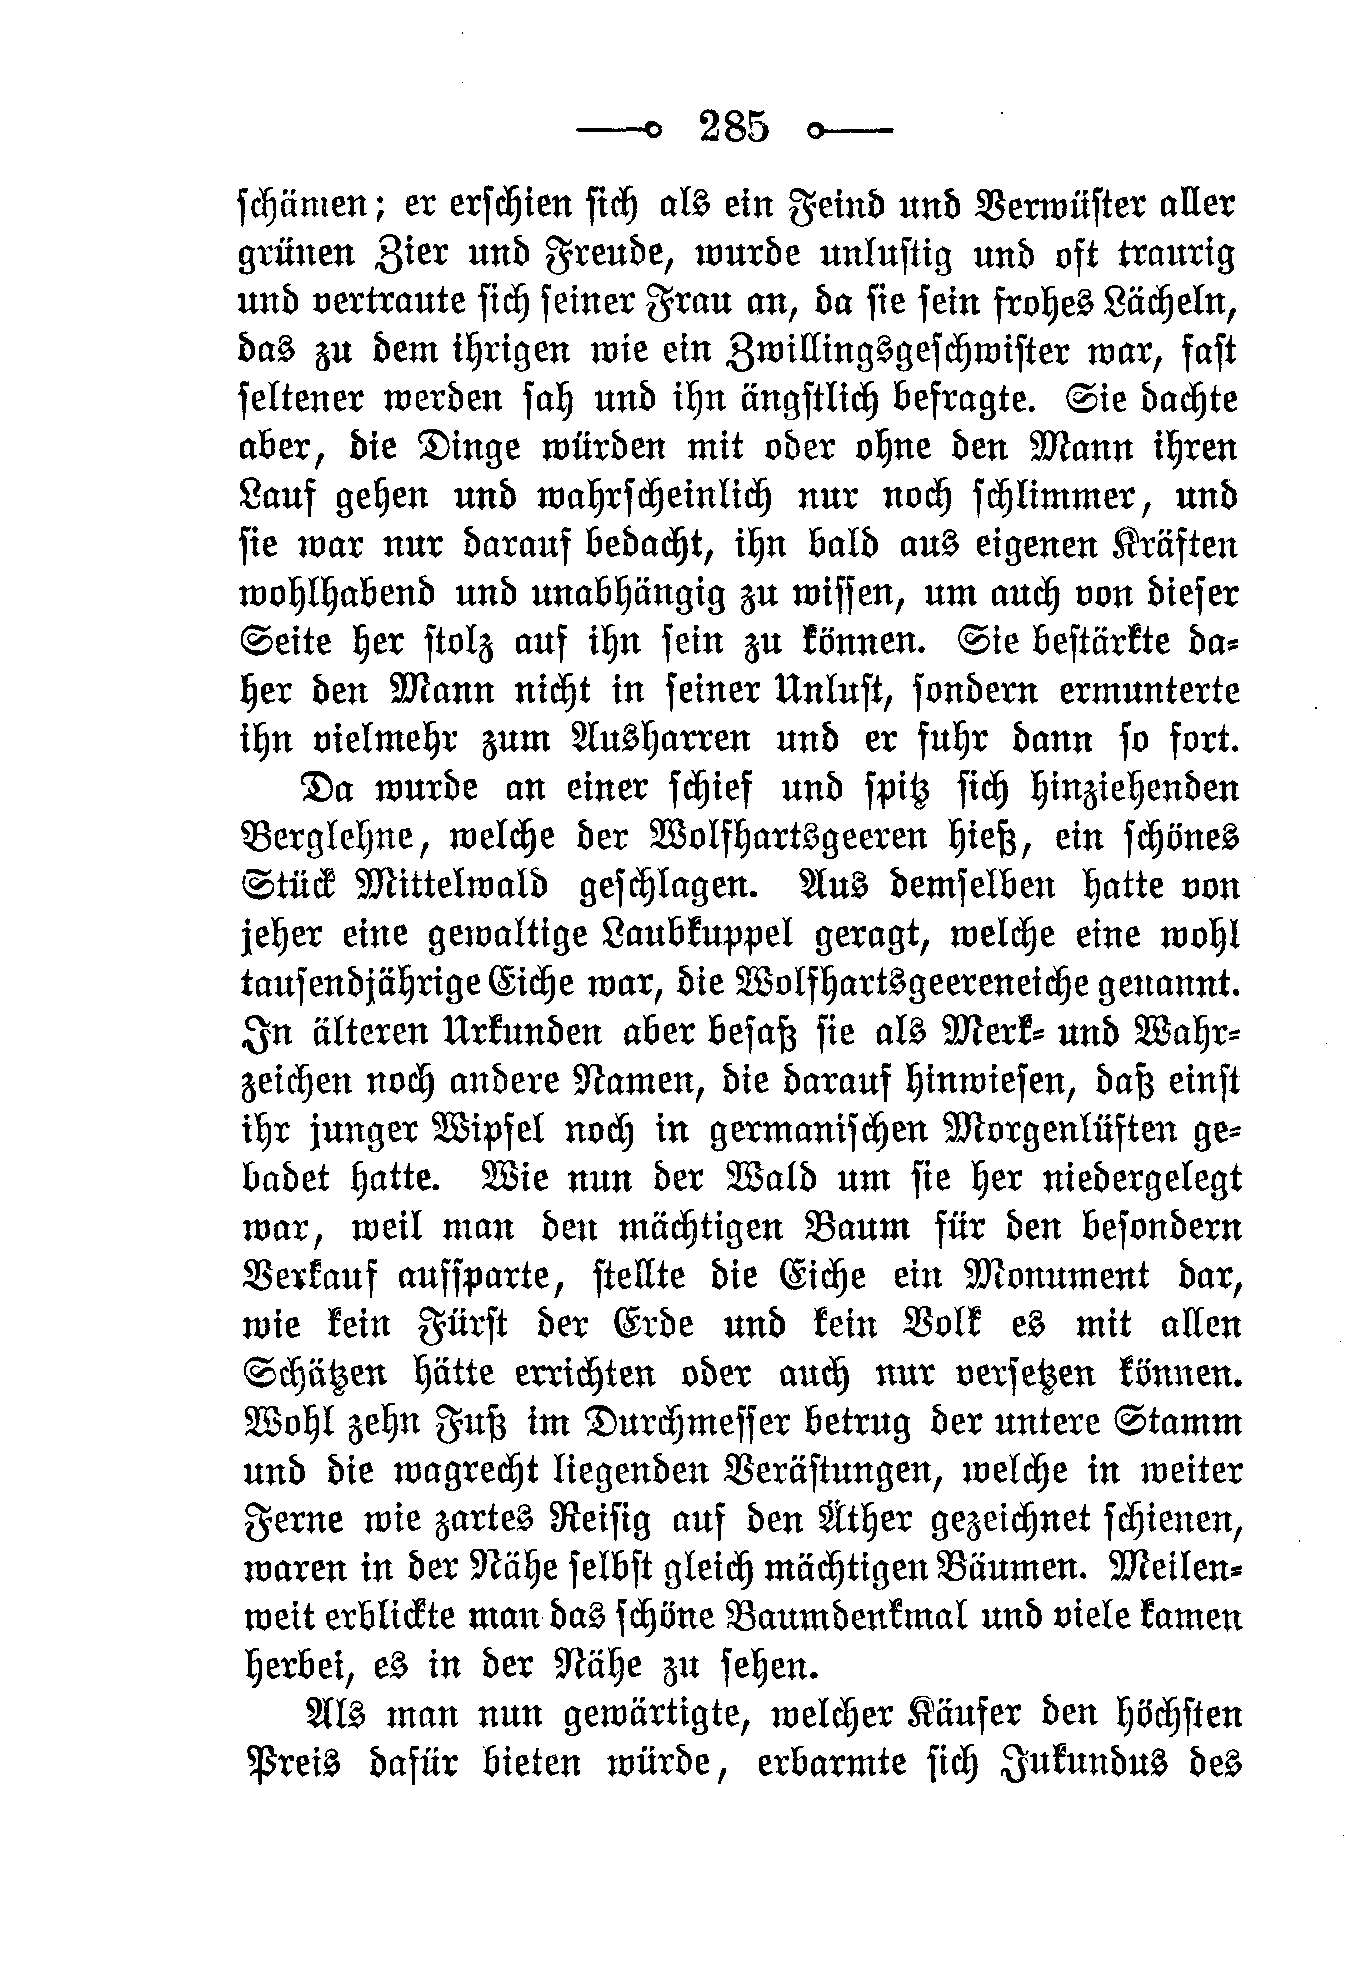 285
schämen; er erschien sich als ein Feind und Verwüster aller
grünen Zier und Freude, wurde unlustig und oft traurig
und vertraute sich seiner Frau an, da sie sein frohes Lächeln,
das zu dem ihrigen wie ein Zwillingsgeschwister war, fast
seltener werden sah und ihn ängstlich befragte. Sie dachte
aber, die Dinge würden mit oder ohne den Mann ihren
Lauf gehen und wahrscheinlich nur noch schlimmer, und
sie war nur darauf bedacht, ihn bald aus eigenen Kräften
wohlhabend und unabhängig zu wissen, um auch von dieser
Seite her stolz auf ihn sein zu können. Sie bestärkte da-
her den Mann nicht in seiner Unlust, sondern ermunterte
ihn vielmehr zum Ausharren und er fuhr dann so fort.
Da wurde an einer schief und spitz sich hinziehenden
Berglehne, welche der Wolfhartsgeeren hieß, ein schönes
Stück Mittelwald geschlagen. Aus demselben hatte von
jeher eine gewaltige Laubkuppel geragt, welche eine wohl
tausendjährige Eiche war, die Wolfhartsgeereneiche genannt.
In älteren Urkunden aber besaß sie als Merk- und Wahr-
zeichen noch andere Namen, die darauf hinwiesen, daß einst
ihr junger Wipfel noch in germanischen Morgenlüften ge-
badet hatte. Wie nun der Wald um sie her niedergelegt
war, weil man den mächtigen Baum für den besondern
Verkauf aufsparte, stellte die Eiche ein Monument dar,
wie kein Fürst der Erde und kein Volk es mit allen
Schätzen hätte errichten oder auch nur versetzen können.
Wohl zehn Fuß im Durchmesser betrug der untere Stamm
und die wagrecht liegenden Verästungen, welche in weiter
Ferne wie zartes Reisig auf den Äther gezeichnet schienen,
waren in der Nähe selbst gleich mächtigen Bäumen. Meilen-
weit erblickte man das schöne Baumdenkmal und viele kamen
herbei, es in der Nähe zu sehen.
Als man nun gewärtigte, welcher Käufer den höchsten
Preis dafür bieten würde, erbarmte sich Jukundus des